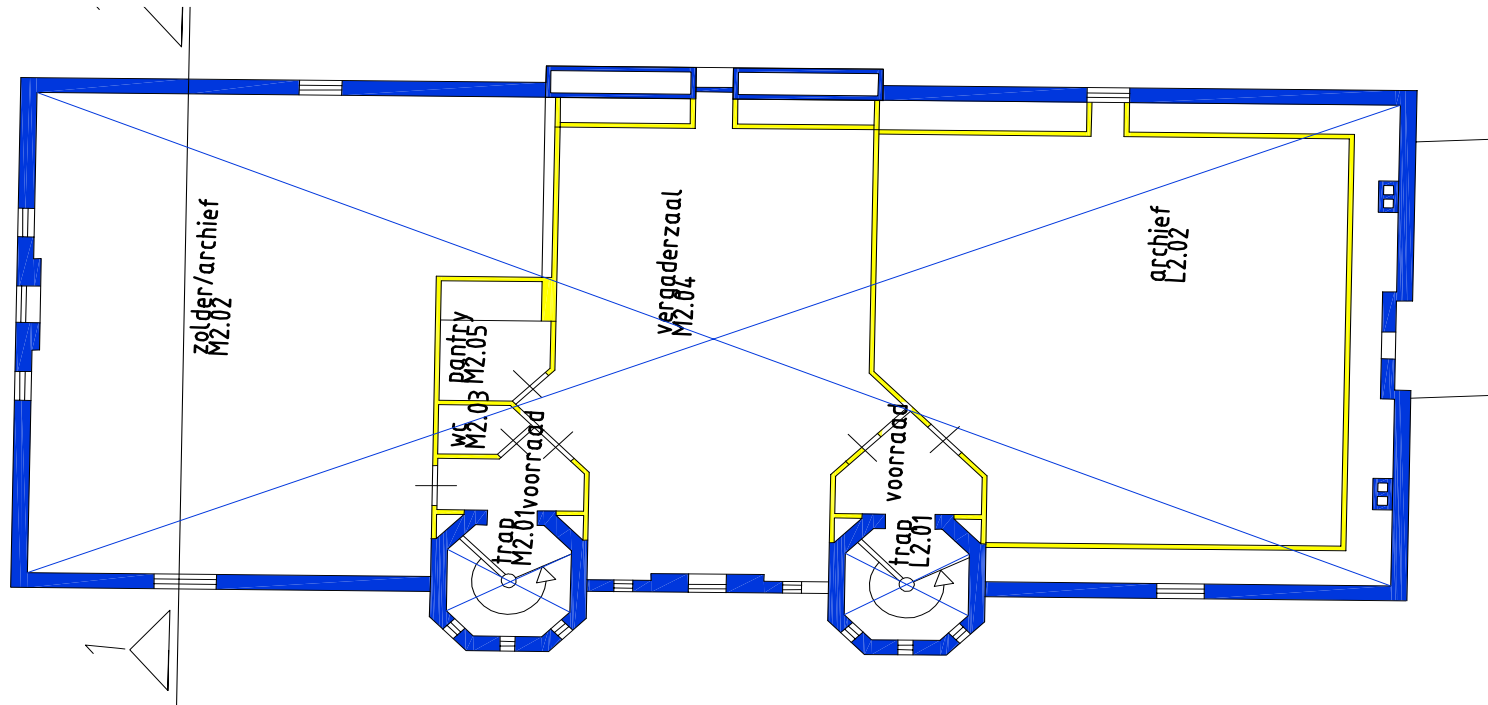 zolder/archief
M2.02
pantry
M2.05
wc
M2.03
voorraad
trap
M2.01
vergaderzaal
M2.04
voorraad
trap
L2.01
archief
L2.02
1